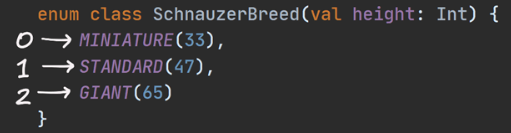 enum class SchnauzerBreed(val height: Int) {
0 → MINIATURE(33),
1 → STANDARD(47),
2 → GIANT(65)
}